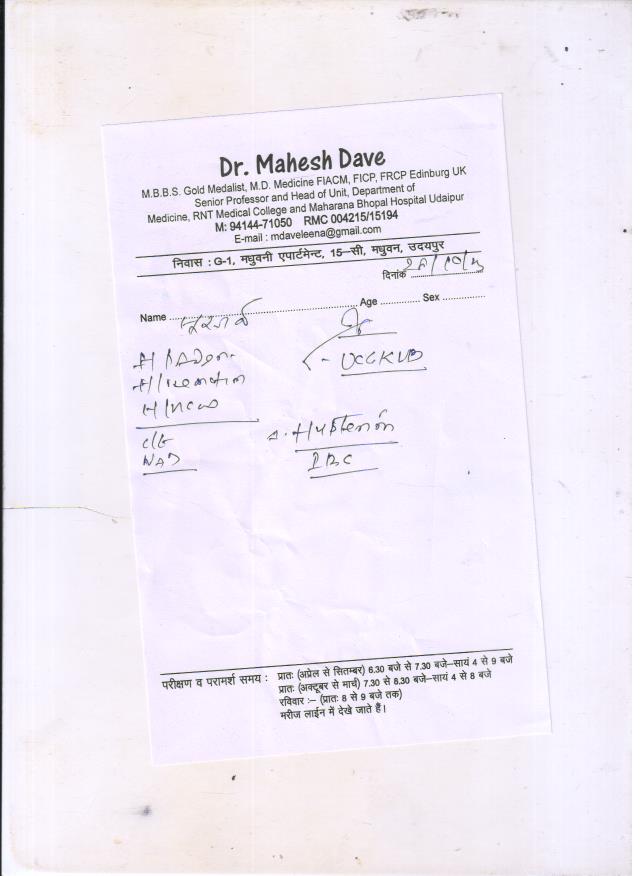 Dr. Mahesh Dave
M.B.B.S. Gold Medalist, M.D. Medicine FIACM, FICP, FRCP Edinburg UK
Senior Professor and Head of Unit, Department of
Medicine, RNT Medical College and Maharana Bhopal Hospital Udaipur
M: 94144-71050 RMC 004215/15194
E-mail : mdaveleena@gmail.com
निवास : G-1, मधुवनी एपार्टमेन्ट, 15-सी, मधुवन, उदयपुर
दिनांक
Name Age Sex
C/E
NAD
परीक्षण व परामर्श समय : प्रातः (अप्रेल से सितम्बर) 6.30 बजे से 7.30 बजे-सायं 4 से 9 बजे
प्रातः (अक्टूबर से मार्च) 7.30 से 8.30 बजे-सायं 4 से 8 बजे
रविवार :- (प्रातः 8 से 9 बजे तक)
मरीज लाईन में देखे जाते हैं।